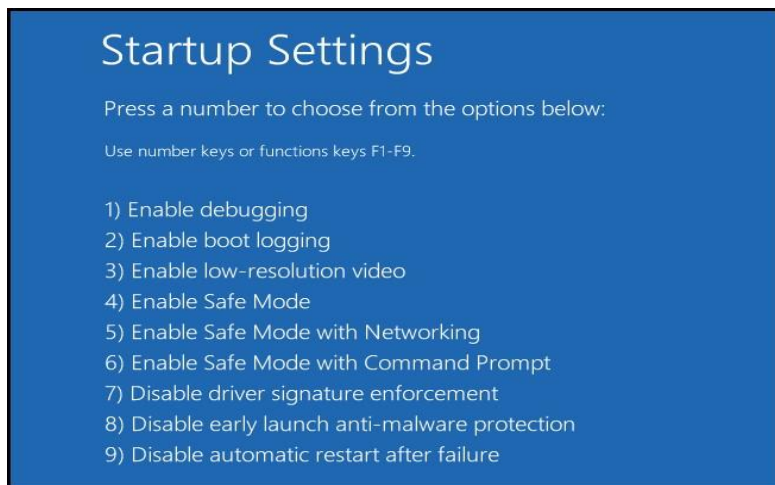 Startup Settings
Press a number to choose from the options below:
Use number keys or functions keys F1-F9.
1) Enable debugging
2) Enable boot logging
3) Enable low-resolution video
4) Enable Safe Mode
5) Enable Safe Mode with Networking
6) Enable Safe Mode with Command Prompt
7) Disable driver signature enforcement
8) Disable early launch anti-malware protection
9) Disable automatic restart after failure